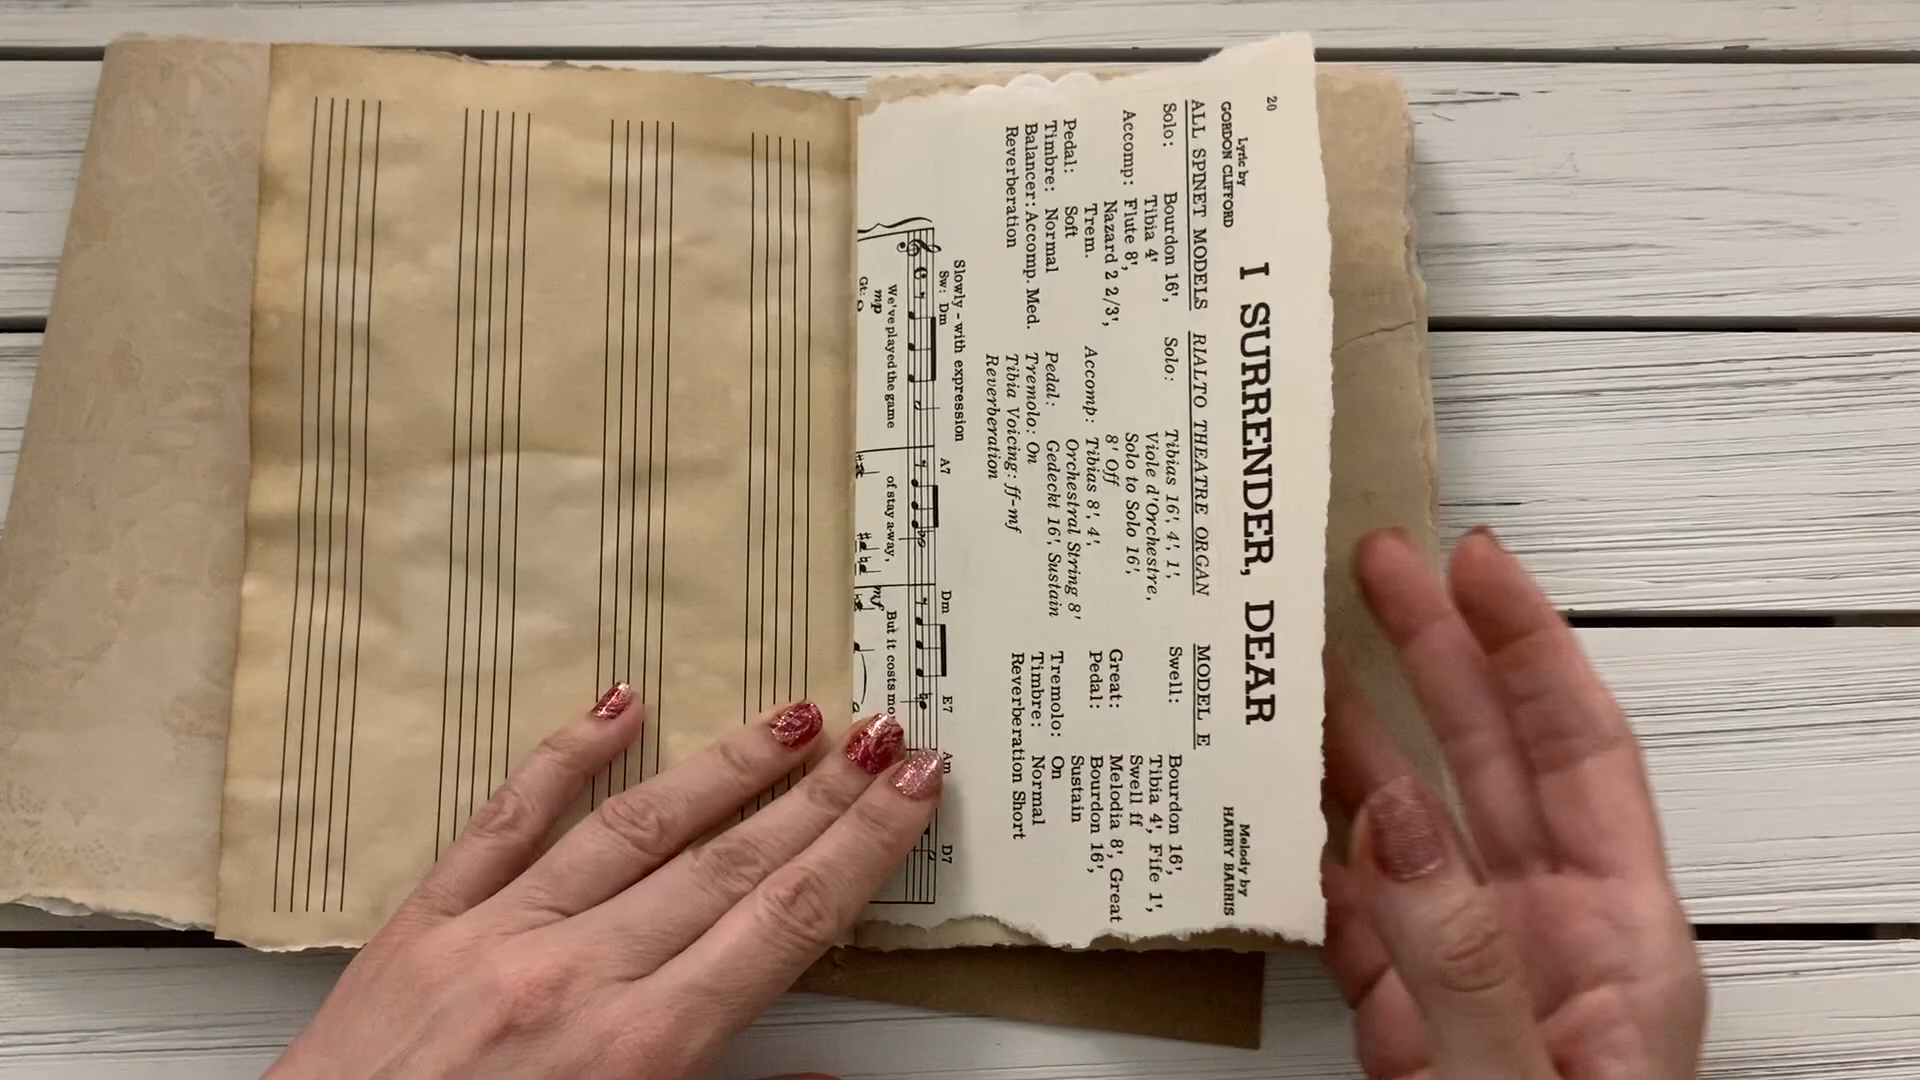 20
I SURRENDER, DEAR
Lyric by
GORDON CLIFFORD
Melody by
HARRY BARRIS
ALL SPINET MODELS
Solo: Bourdon 16',
Tibia 4'
Accomp: Flute 8',
Nazard 2 2/3',
Trem.
Pedal: Soft
Timbre: Normal
Balancer: Accomp. Med.
Reverberation
RIALTO THEATRE ORGAN
Solo: Tibias 16', 4', 1',
Viole d'Orchestre,
Solo to Solo 16',
8' Off
Accomp: Tibias 8', 4',
Orchestral String 8'
Pedal: Gedeckt 16', Sustain
Tremolo: On
Tibia Voicing: ff-mf
Reverberation
MODEL E
Swell: Bourdon 16',
Tibia 4', Fife 1',
Swell ff
Great: Melodia 8', Great
Pedal: Bourdon 16',
Sustain
Tremolo: On
Timbre: Normal
Reverberation Short
Slowly - with expression
Sw: Dm A7 Dm E7 Am D7
We've played the game of stay a-way, But it costs mo
mp mf
Gt: